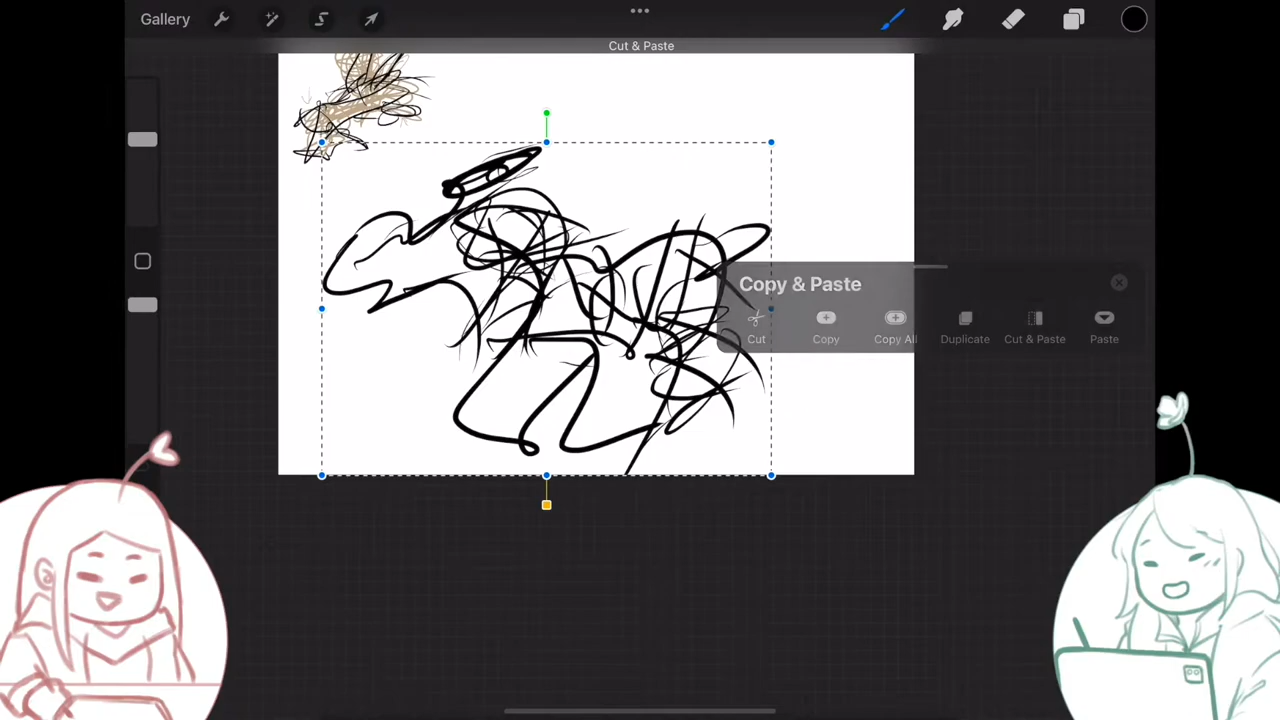 Gallery
Cut & Paste
Copy & Paste
Cut
Copy
Copy All
Duplicate
Cut & Paste
Paste